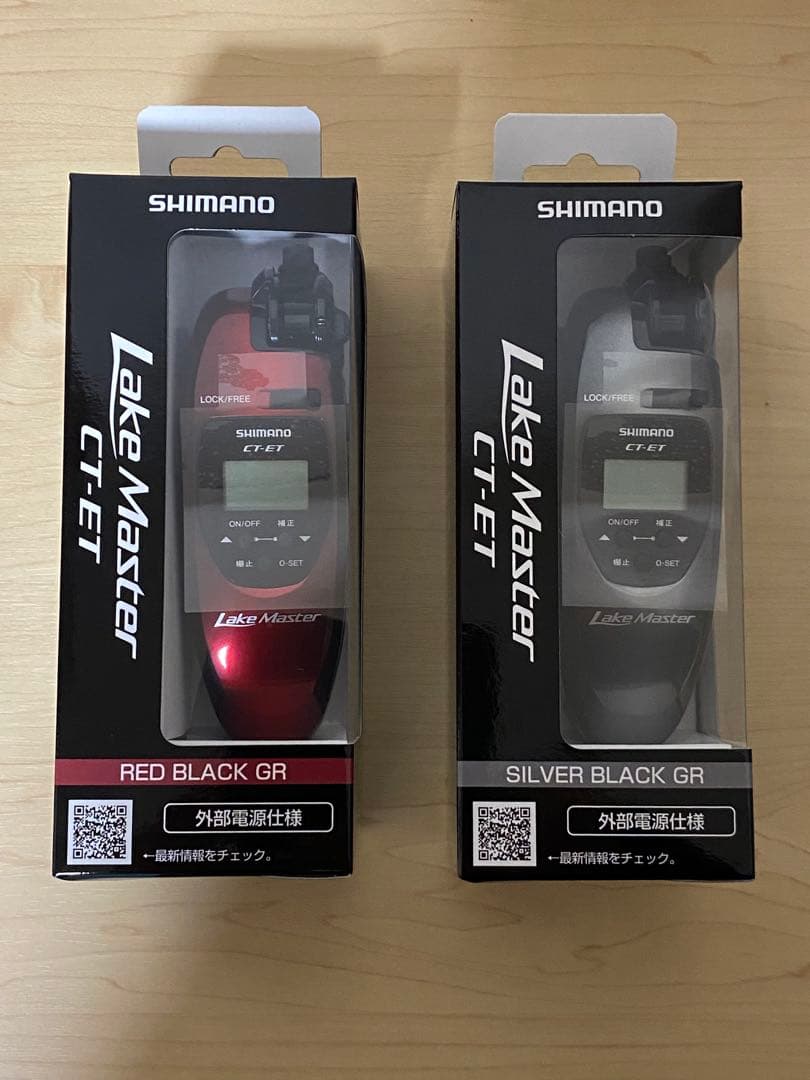 SHIMANO
Lake Master
CT-ET
LOCK/FREE
SHIMANO
CT-ET
ON/OFF 補正
▲ ▼
棚止 0-SET
Lake Master
RED BLACK GR
外部電源仕様
←最新情報をチェック。
SHIMANO
Lake Master
CT-ET
LOCK/FREE
SHIMANO
CT-ET
ON/OFF 補正
▲ ▼
棚止 0-SET
Lake Master
SILVER BLACK GR
外部電源仕様
←最新情報をチェック。